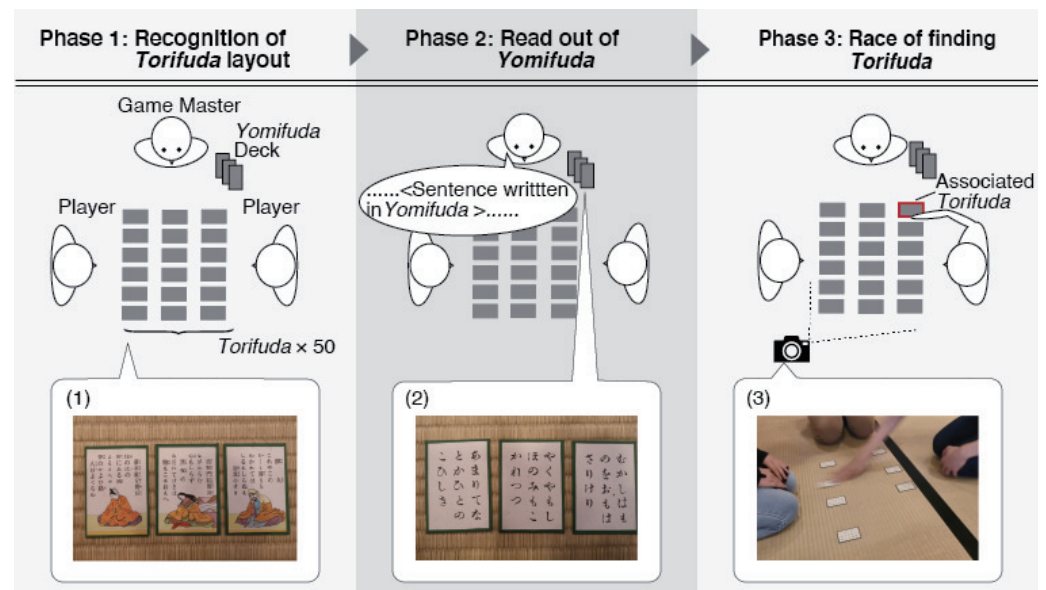 Phase 1: Recognition of
Torifuda layout
Game Master
Yomifuda
Deck
Player
Player
Torifuda × 50
(1)
Phase 2: Read out of
Yomifuda
......<Sentence writtten
in Yomifuda >......
(2)
あまりてな
とかひとの
こひしき
やくやもし
ほのみもこ
かれつつ
むかしはも
のをおもは
さりけり
Phase 3: Race of finding
Torifuda
Associated
Torifuda
(3)